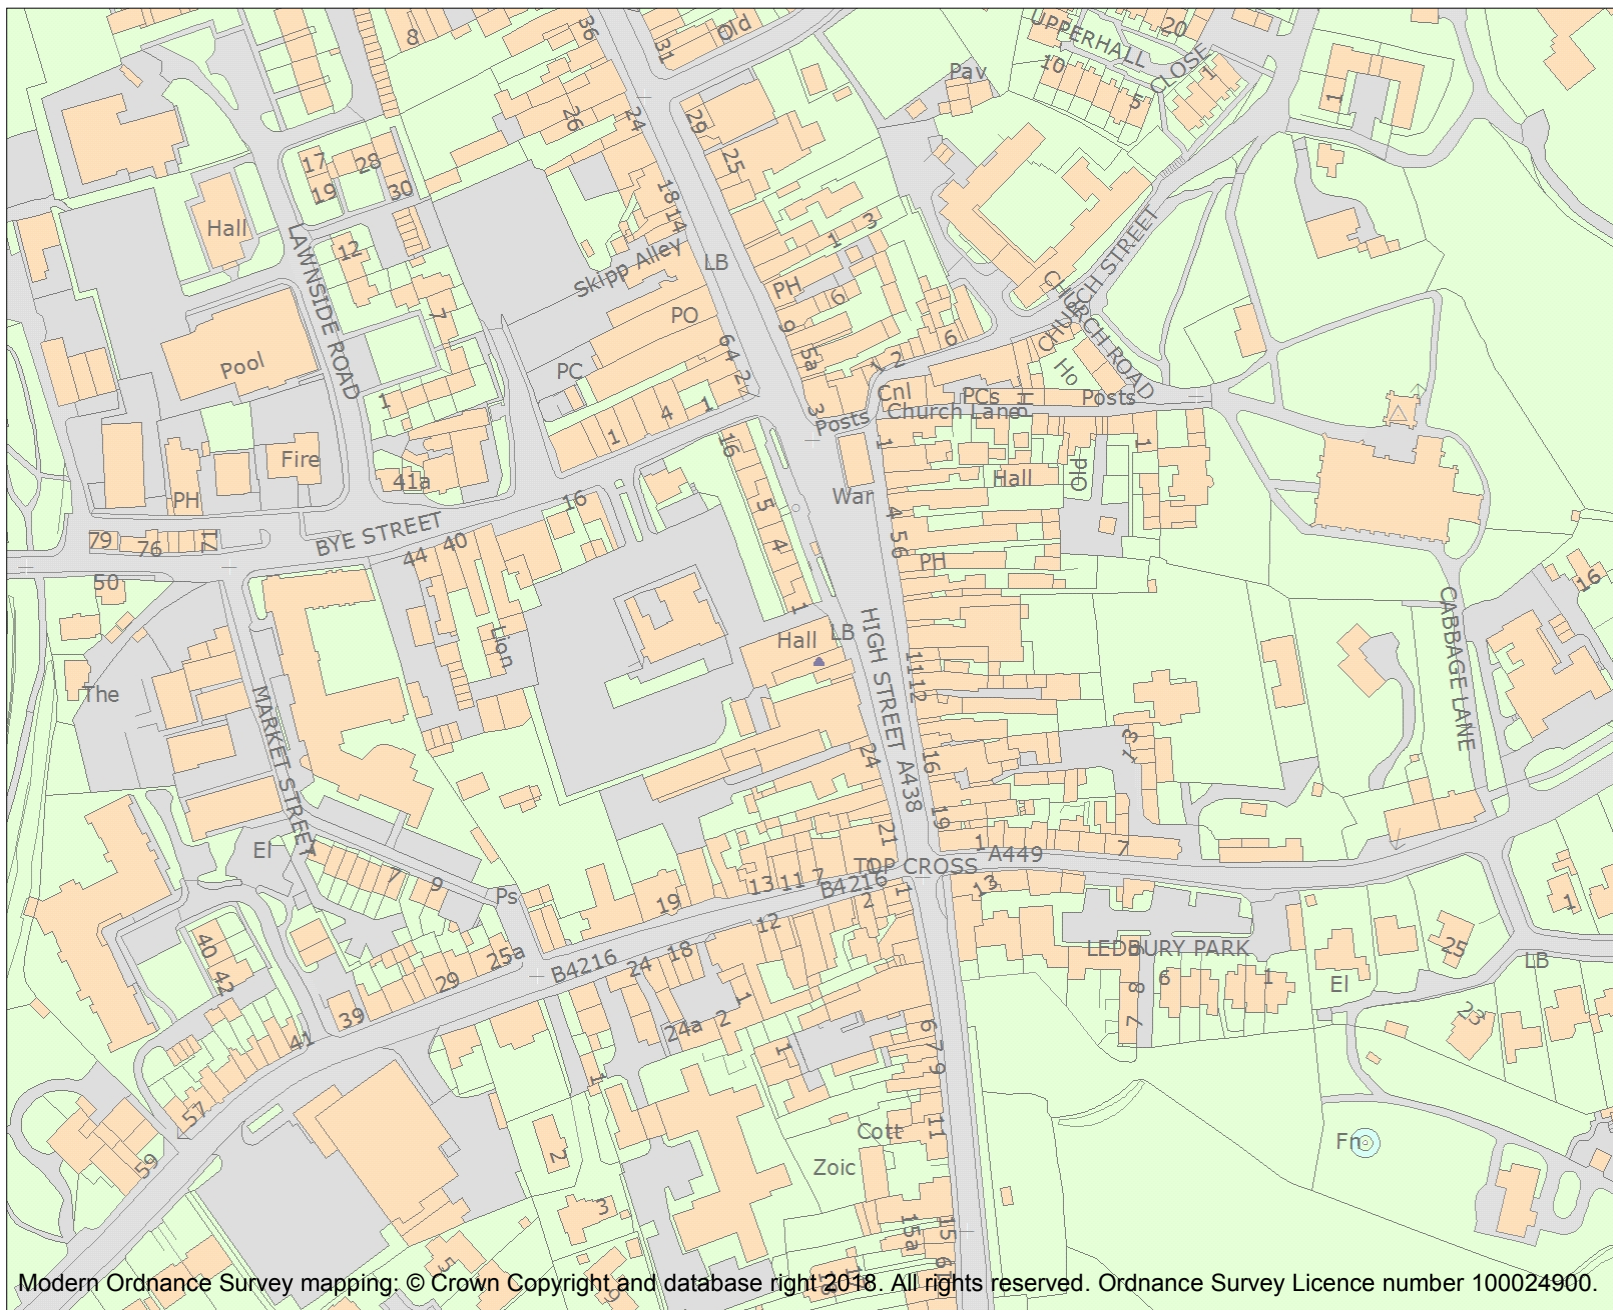 36
31
Old
8
UPPERHALL
CLOSE
20
10
5
1
1
Pav
26
24
29
25
17
28
19
30
18
14
Hall
LAWNSIDE ROAD
12
LB
Skipp Alley
3
1
PH
6
9
5a
CHURCH STREET
CHURCH ROAD
7
PO
6
4
2
Pool
PC
1
2
6
Ho
Cnl
PCs
Posts
Church Lane
H
1
1
4
1
3
Posts
16
1
1
Fire
41a
Hall
Old
War
PH
5
4
16
4
5
6
79
76
71
BYE STREET
44
40
PH
50
CABBAGE LANE
16
1
Hall
LB
HIGH STREET
Lion
11
12
The
MARKET STREET
24
A438
16
3
1
19
21
El
7
9
1
A449
7
TOP CROSS
13
11
7
B4216
1
2
13
Ps
19
12
LEDBURY PARK
25
1
LB
40
42
25a
29
B4216
24
18
6
1
8
7
El
23
39
41
24a
2
1
1
6
7
9
57
1
11
Cott
Fn
Zoic
59
2
3
15a
15
5
Modern Ordnance Survey mapping: © Crown Copyright and database right 2018. All rights reserved. Ordnance Survey Licence number 100024900.